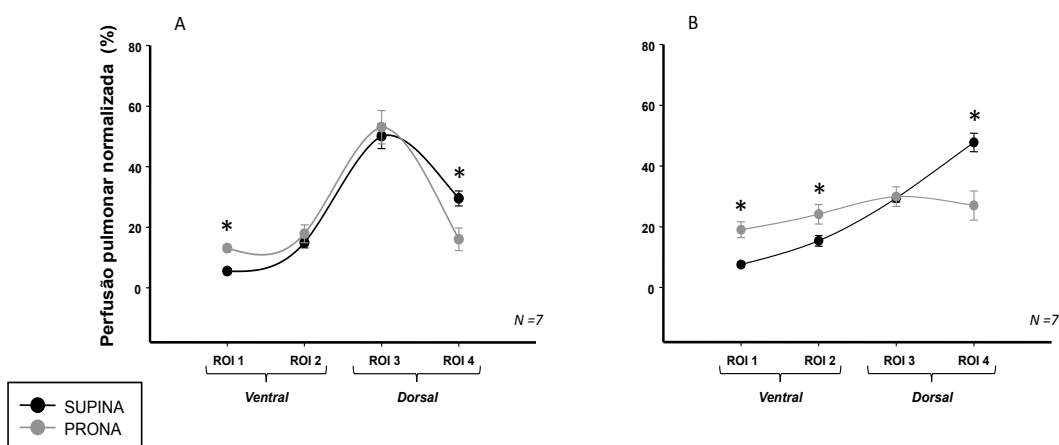 A
Perfusão pulmonar normalizada (%)
80
60
40
20
0
*
*
N =7
ROI 1 ROI 2 ROI 3 ROI 4
Ventral Dorsal
B
80
60
40
20
0
*
*
*
N =7
ROI 1 ROI 2 ROI 3 ROI 4
Ventral Dorsal
SUPINA
PRONA